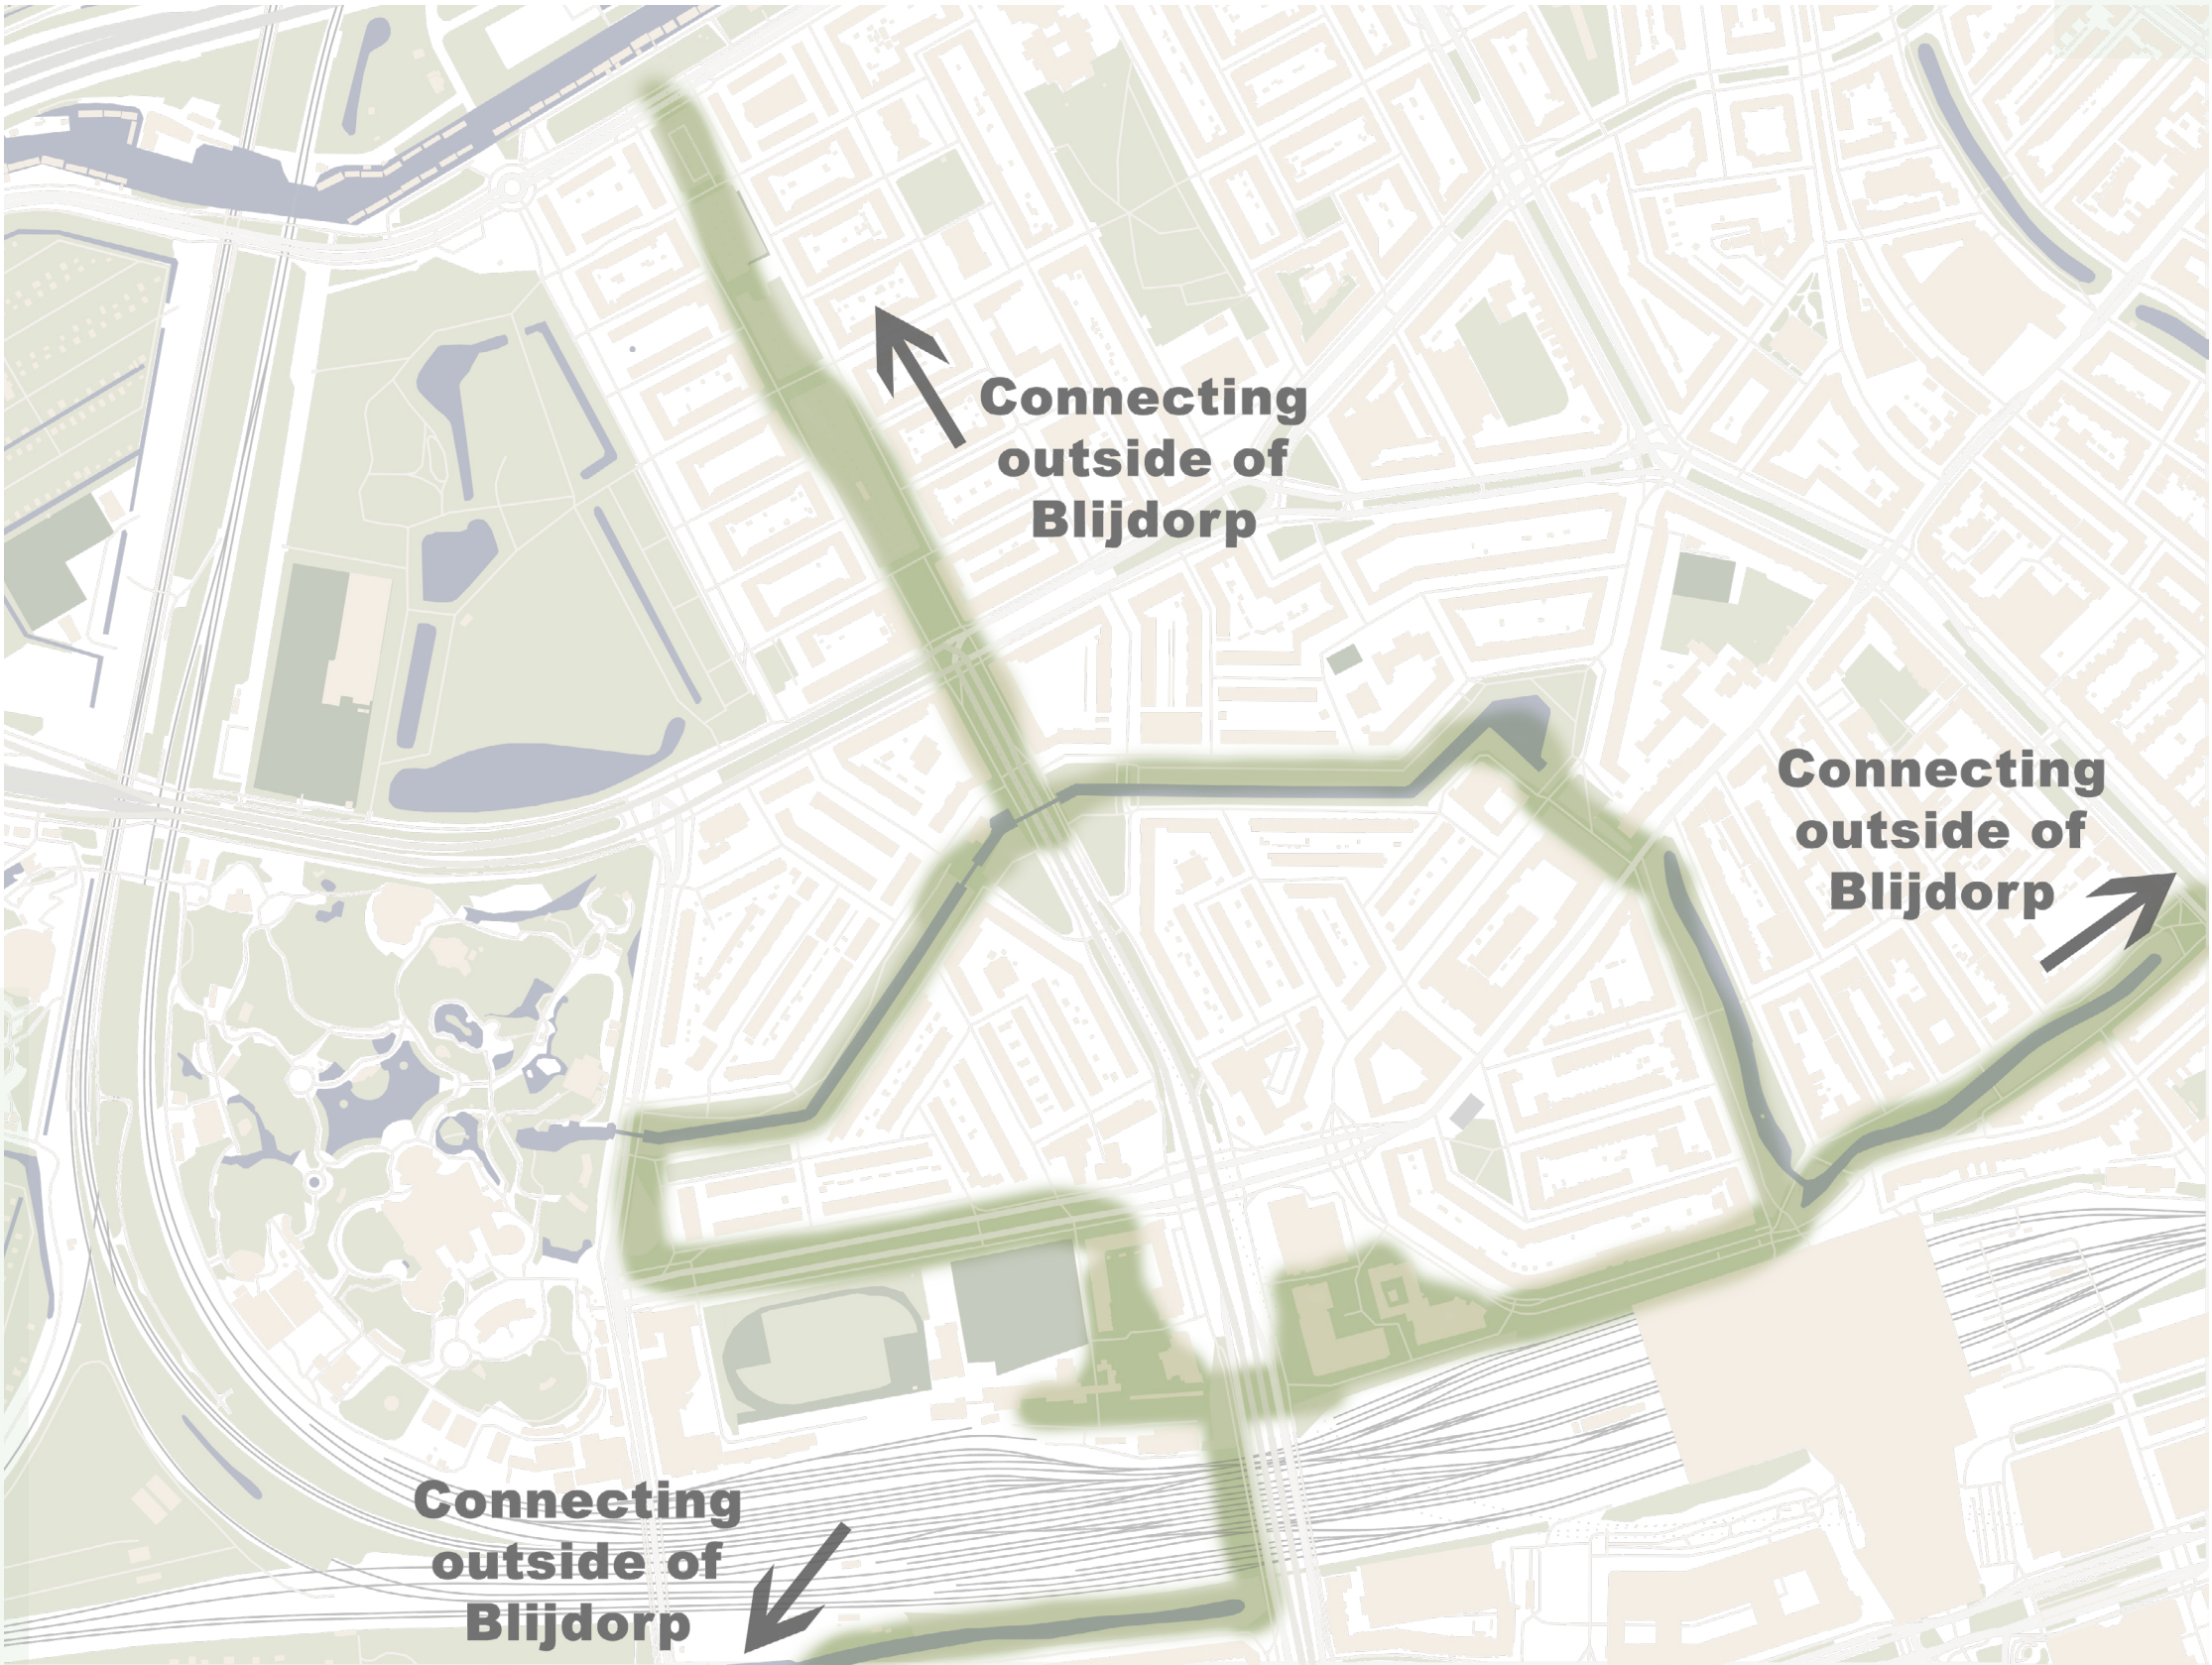 Connecting
outside of
Blijdorp
Connecting
outside of
Blijdorp
Connecting
outside of
Blijdorp